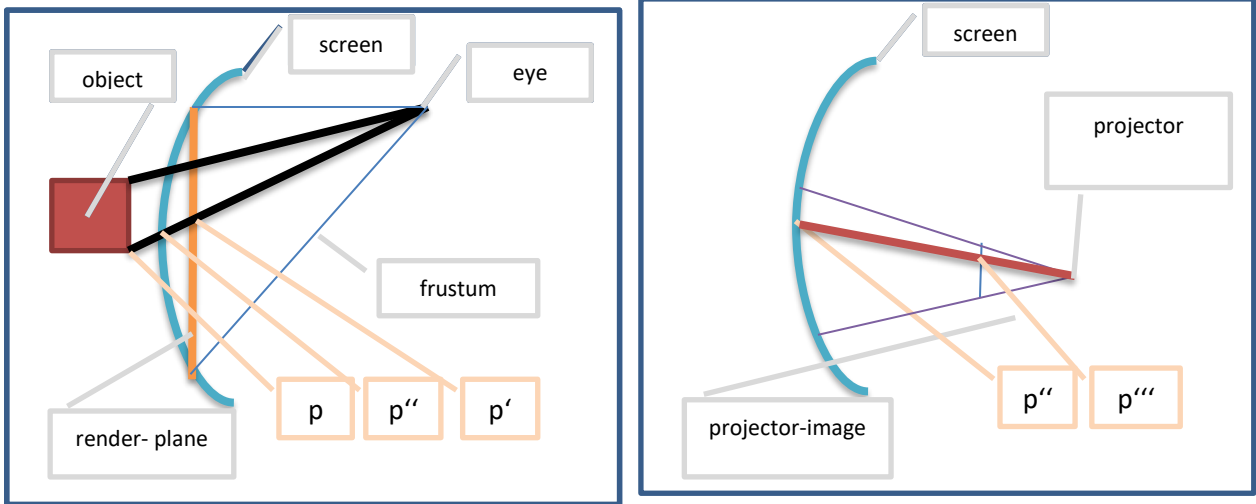 screen
object
eye
frustum
p
p‘‘
p‘
render- plane
screen
projector
p‘‘
p‘‘‘
projector-image